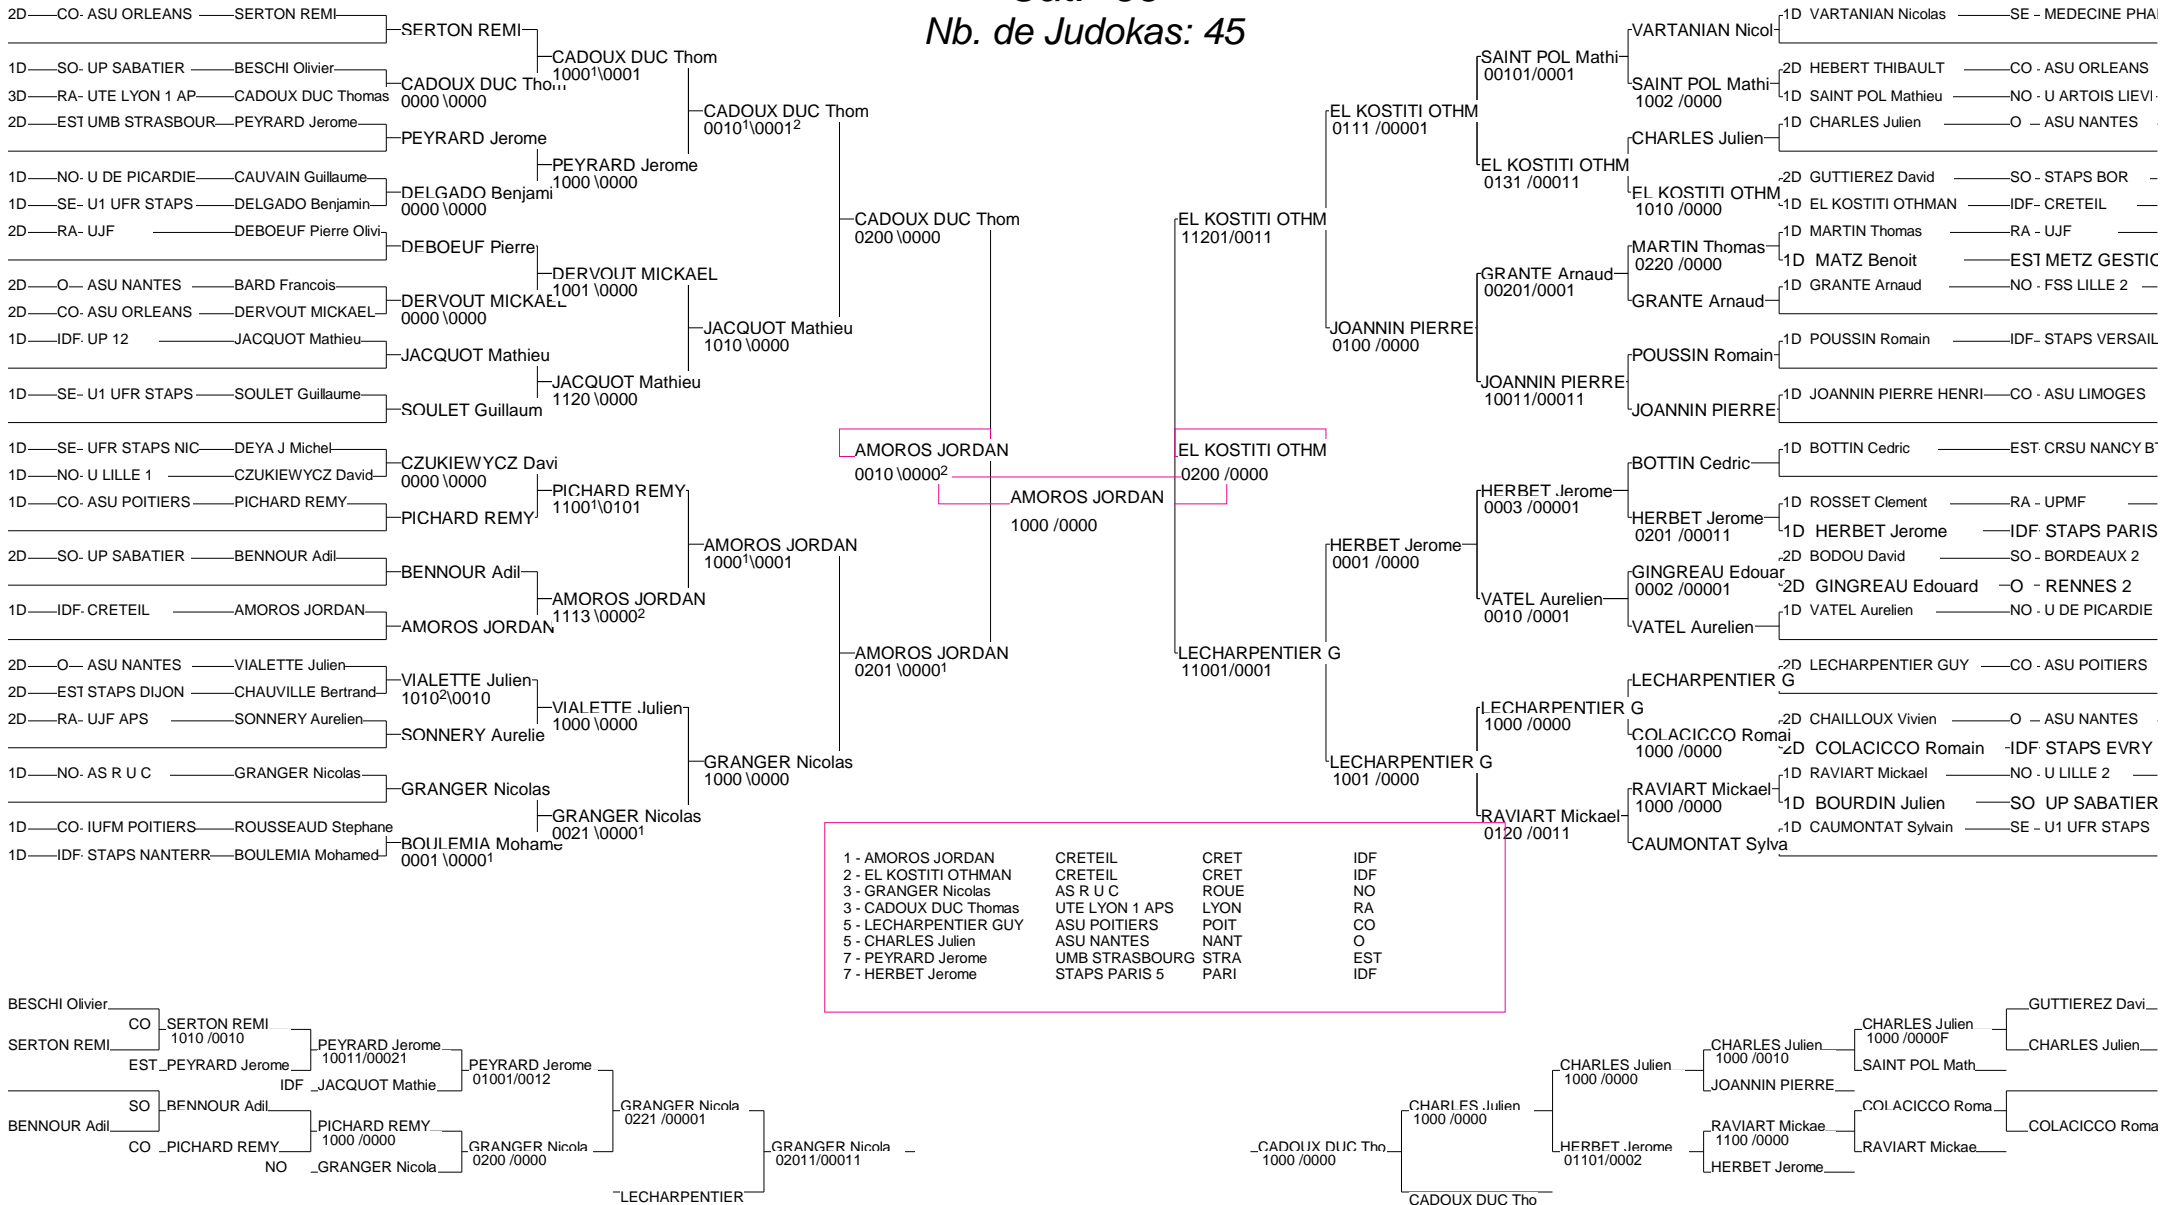 Nb. de Judokas: 45
2D CO- ASU ORLEANS SERTON REMI
1D SO- UP SABATIER BESCHI Olivier
3D RA- UTE LYON 1 AP CADOUX DUC Thomas
2D EST UMB STRASBOUR PEYRARD Jerome
1D NO- U DE PICARDIE CAUVAIN Guillaume
1D SE- U1 UFR STAPS DELGADO Benjamin
2D RA- UJF DEBOEUF Pierre Olivi
2D O- ASU NANTES BARD Francois
2D CO- ASU ORLEANS DERVOUT MICKAEL
1D IDF- UP 12 JACQUOT Mathieu
1D SE- U1 UFR STAPS SOULET Guillaume
1D SE- UFR STAPS NIC DEYA J Michel
1D NO- U LILLE 1 CZUKIEWYCZ David
1D CO- ASU POITIERS PICHARD REMY
2D SO- UP SABATIER BENNOUR Adil
1D IDF- CRETEIL AMOROS JORDAN
2D O- ASU NANTES VIALETTE Julien
2D EST STAPS DIJON CHAUVILLE Bertrand
2D RA- UJF APS SONNERY Aurelien
1D NO- AS R U C GRANGER Nicolas
1D CO- IUFM POITIERS ROUSSEAUD Stephane
1D IDF- STAPS NANTERR BOULEMIA Mohamed
SERTON REMI
CADOUX DUC Thom
0000 \0000
PEYRARD Jerome
DELGADO Benjami
0000 \0000
DEBOEUF Pierre
DERVOUT MICKAEL
0000 \0000
JACQUOT Mathieu
SOULET Guillaum
CZUKIEWYCZ Davi
0000 \0000
PICHARD REMY
BENNOUR Adil
AMOROS JORDAN
VIALETTE Julien
1010²\0010
SONNERY Aurelie
GRANGER Nicolas
BOULEMIA Mohame
0001 \0000¹
CADOUX DUC Thom
1000¹\0001
PEYRARD Jerome
1000 \0000
DERVOUT MICKAEL
1001 \0000
JACQUOT Mathieu
1120 \0000
PICHARD REMY
1100¹\0101
AMOROS JORDAN
1113 \0000²
VIALETTE Julien
1000 \0000
GRANGER Nicolas
0021 \0000¹
CADOUX DUC Thom
0010¹\0001²
JACQUOT Mathieu
1010 \0000
AMOROS JORDAN
1000¹\0001
GRANGER Nicolas
1000 \0000
CADOUX DUC Thom
0200 \0000
AMOROS JORDAN
0201 \0000¹
AMOROS JORDAN
0010 \0000²
AMOROS JORDAN
1000 /0000
EL KOSTITI OTHM
0200 /0000
EL KOSTITI OTHM
11201/0011
LECHARPENTIER G
11001/0001
EL KOSTITI OTHM
0111 /00001
JOANNIN PIERRE
0100 /0000
HERBET Jerome
0001 /0000
LECHARPENTIER G
1001 /0000
SAINT POL Mathi
00101/0001
EL KOSTITI OTHM
0131 /00011
GRANTE Arnaud
00201/0001
JOANNIN PIERRE
10011/00011
HERBET Jerome
0003 /00001
VATEL Aurelien
0010 /0001
LECHARPENTIER G
1000 /0000
RAVIART Mickael
0120 /0011
VARTANIAN Nicol
SAINT POL Mathi
1002 /0000
CHARLES Julien
EL KOSTITI OTHM
1010 /0000
MARTIN Thomas
0220 /0000
GRANTE Arnaud
POUSSIN Romain
JOANNIN PIERRE
BOTTIN Cedric
HERBET Jerome
0201 /00011
GINGREAU Edouar
0002 /00001
VATEL Aurelien
LECHARPENTIER G
COLACICCO Romai
1000 /0000
RAVIART Mickael
1000 /0000
CAUMONTAT Sylva
1D VARTANIAN Nicolas SE - MEDECINE PHA
2D HEBERT THIBAULT CO - ASU ORLEANS
1D SAINT POL Mathieu NO - U ARTOIS LIEVI
1D CHARLES Julien O - ASU NANTES
2D GUTTIEREZ David SO - STAPS BOR
1D EL KOSTITI OTHMAN IDF- CRETEIL
1D MARTIN Thomas RA - UJF
1D MATZ Benoit EST METZ GESTIO
1D GRANTE Arnaud NO - FSS LILLE 2
1D POUSSIN Romain IDF- STAPS VERSAIL
1D JOANNIN PIERRE HENRI CO - ASU LIMOGES
1D BOTTIN Cedric EST- CRSU NANCY BT
1D ROSSET Clement RA - UPMF
1D HERBET Jerome IDF STAPS PARIS
2D BODOU David SO - BORDEAUX 2
2D GINGREAU Edouard O - RENNES 2
1D VATEL Aurelien NO - U DE PICARDIE
2D LECHARPENTIER GUY CO - ASU POITIERS
2D CHAILLOUX Vivien O - ASU NANTES
2D COLACICCO Romain IDF STAPS EVRY
1D RAVIART Mickael NO - U LILLE 2
1D BOURDIN Julien SO UP SABATIER
1D CAUMONTAT Sylvain SE - U1 UFR STAPS
1 - AMOROS JORDAN CRETEIL CRET IDF
2 - EL KOSTITI OTHMAN CRETEIL CRET IDF
3 - GRANGER Nicolas AS R U C ROUE NO
3 - CADOUX DUC Thomas UTE LYON 1 APS LYON RA
5 - LECHARPENTIER GUY ASU POITIERS POIT CO
5 - CHARLES Julien ASU NANTES NANT O
7 - PEYRARD Jerome UMB STRASBOURG STRA EST
7 - HERBET Jerome STAPS PARIS 5 PARI IDF
BESCHI Olivier
SERTON REMI
BENNOUR Adil
CO SERTON REMI
1010 /0010
EST PEYRARD Jerome
SO BENNOUR Adil
CO PICHARD REMY
PEYRARD Jerome
10011/00021
IDF JACQUOT Mathie
PICHARD REMY
1000 /0000
NO GRANGER Nicola
PEYRARD Jerome
01001/0012
GRANGER Nicola
0200 /0000
GRANGER Nicola
0221 /00001
LECHARPENTIER
GRANGER Nicola
02011/00011
CADOUX DUC Tho
1000 /0000
CHARLES Julien
1000 /0000
CADOUX DUC Tho
CHARLES Julien
1000 /0000
HERBET Jerome
01101/0002
CHARLES Julien
1000 /0010
JOANNIN PIERRE
RAVIART Mickae
1100 /0000
HERBET Jerome
CHARLES Julien
1000 /0000F
SAINT POL Math
COLACICCO Roma
RAVIART Mickae
GUTTIEREZ Davi
CHARLES Julien
COLACICCO Roma